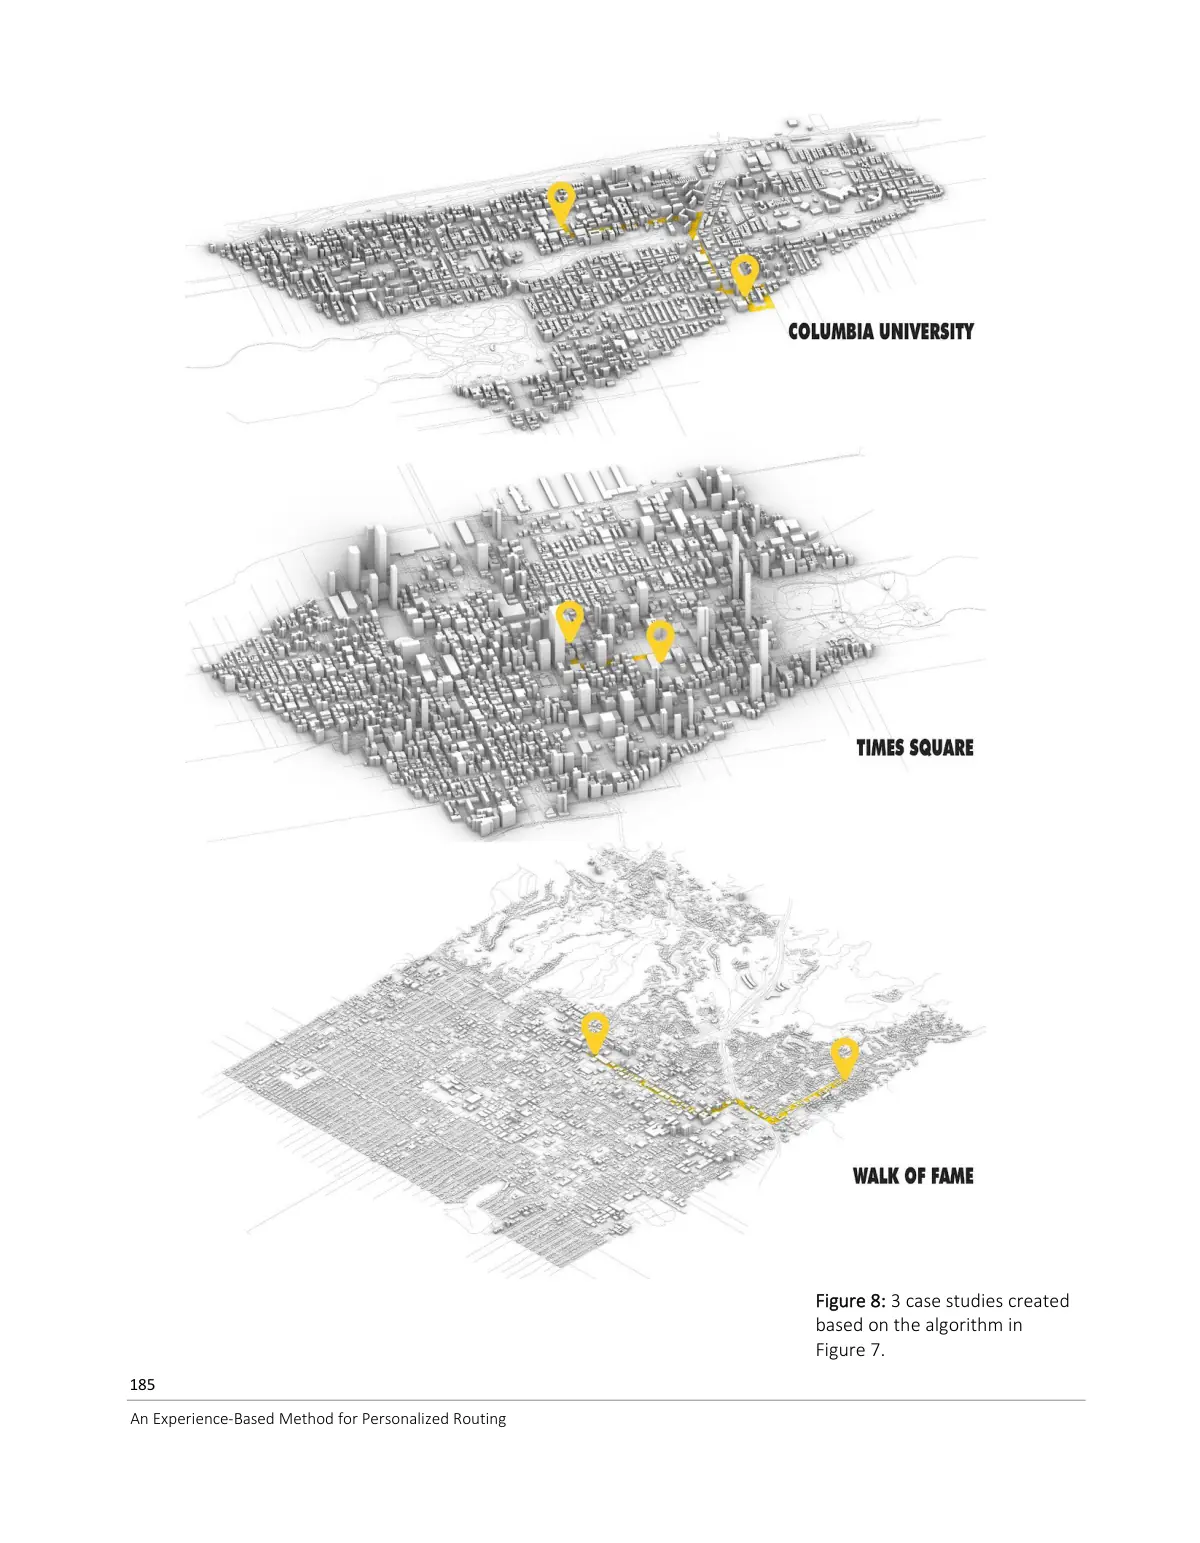 COLUMBIA UNIVERSITY
TIMES SQUARE
WALK OF FAME
Figure 8: 3 case studies created
based on the algorithm in
Figure 7.
185
An Experience-Based Method for Personalized Routing